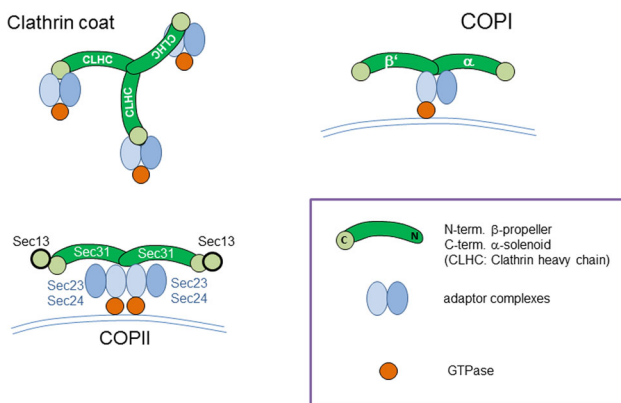 Clathrin coat
COPI
CLHC
CLHC
CLHC
β'
α
Sec13
Sec31
Sec31
Sec13
Sec23
Sec24
Sec23
Sec24
COPII
C
N
N-term. β-propeller
C-term. α-solenoid
(CLHC: Clathrin heavy chain)
adaptor complexes
GTPase